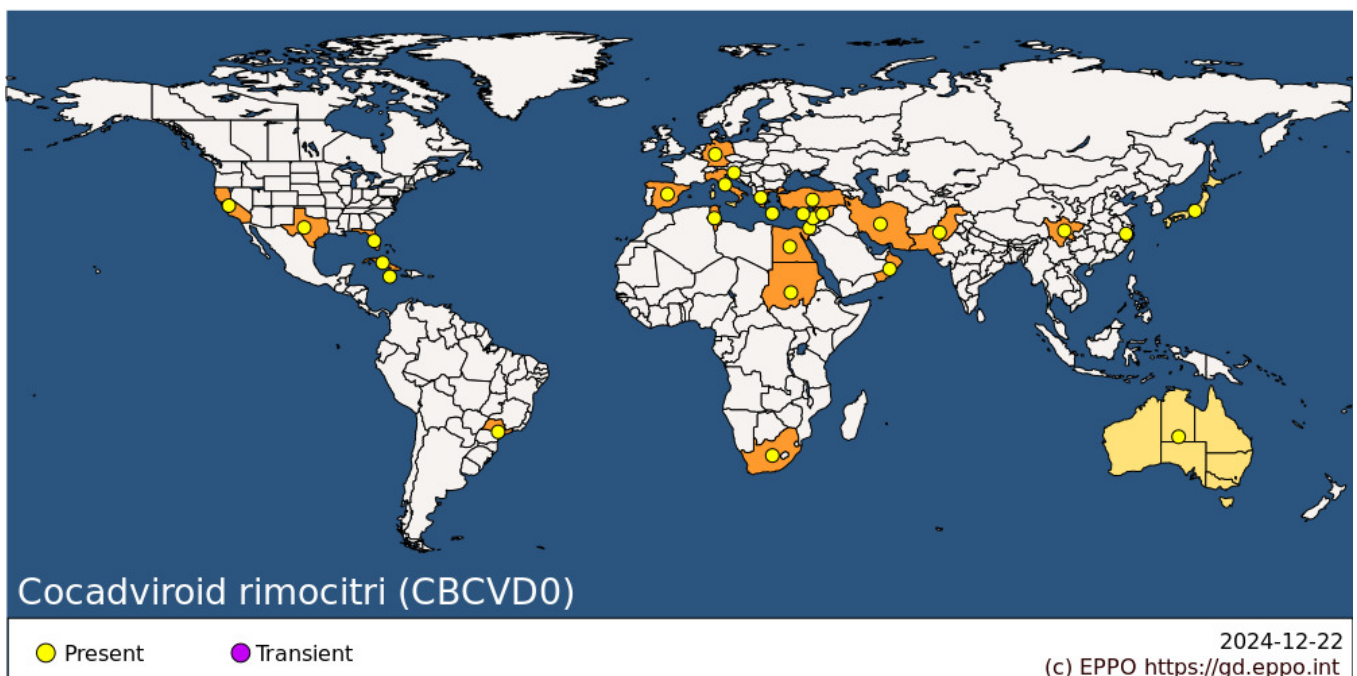 Cocadviroid rimocitri (CBCVD0)
Present
Transient
2024-12-22
(c) EPPO https://gd.eppo.int